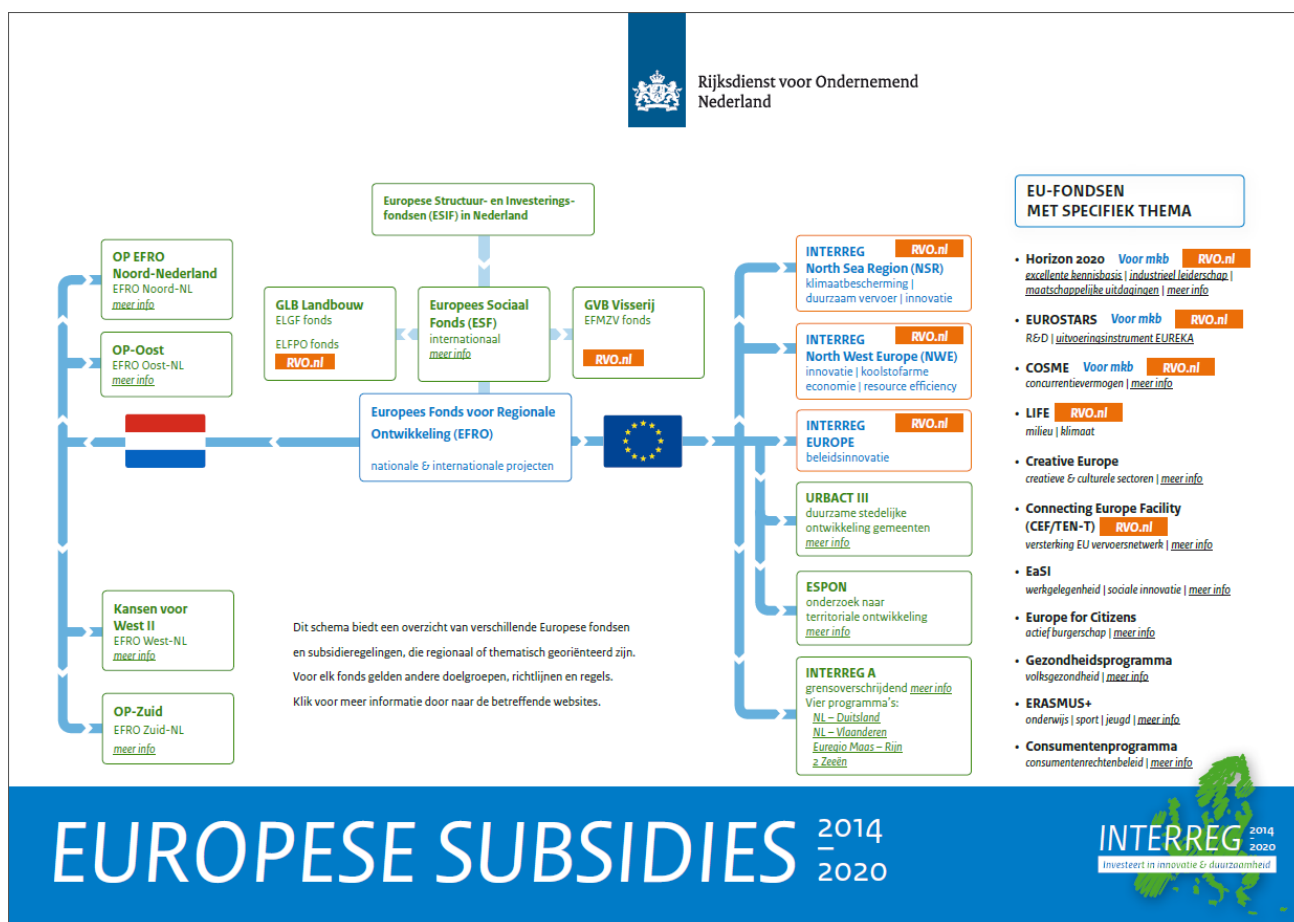 Rijksdienst voor Ondernemend
Nederland
Europese Structuur- en Investerings-
fondsen (ESIF) in Nederland
OP EFRO
Noord-Nederland
EFRO Noord-NL
meer info
OP-Oost
EFRO Oost-NL
meer info
GLB Landbouw
ELGF fonds
ELFPO fonds
RVO.nl
Europees Sociaal
Fonds (ESF)
internationaal
meer info
GVB Visserij
EFMZV fonds
RVO.nl
Europees Fonds voor Regionale
Ontwikkeling (EFRO)
nationale & internationale projecten
Kansen voor
West II
EFRO West-NL
meer info
OP-Zuid
EFRO Zuid-NL
meer info
Dit schema biedt een overzicht van verschillende Europese fondsen
en subsidieregelingen, die regionaal of thematisch georiënteerd zijn.
Voor elk fonds gelden andere doelgroepen, richtlijnen en regels.
Klik voor meer informatie door naar de betreffende websites.
INTERREG RVO.nl
North Sea Region (NSR)
klimaatbescherming |
duurzaam vervoer | innovatie
INTERREG RVO.nl
North West Europe (NWE)
innovatie | koolstofarme
economie | resource efficiency
INTERREG RVO.nl
EUROPE
beleidsinnovatie
URBACT III
duurzame stedelijke
ontwikkeling gemeenten
meer info
ESPON
onderzoek naar
territoriale ontwikkeling
meer info
INTERREG A
grensoverschrijdend meer info
Vier programma's:
NL – Duitsland
NL – Vlaanderen
Euregio Maas – Rijn
2 Zeeën
EU-FONDSEN
MET SPECIFIEK THEMA
• Horizon 2020 Voor mkb RVO.nl
excellente kennisbasis | industrieel leiderschap |
maatschappelijke uitdagingen | meer info
• EUROSTARS Voor mkb RVO.nl
R&D | uitvoeringsinstrument EUREKA
• COSME Voor mkb RVO.nl
concurrentievermogen | meer info
• LIFE RVO.nl
milieu | klimaat
• Creative Europe
creatieve & culturele sectoren | meer info
• Connecting Europe Facility
(CEF/TEN-T) RVO.nl
versterking EU vervoersnetwerk | meer info
• EaSI
werkgelegenheid | sociale innovatie | meer info
• Europe for Citizens
actief burgerschap | meer info
• Gezondheidsprogramma
volksgezondheid | meer info
• ERASMUS+
onderwijs | sport | jeugd | meer info
• Consumentenprogramma
consumentenrechtenbeleid | meer info
EUROPESE SUBSIDIES 2014
–
2020
INTERREG 2014
–
2020
Investeert in innovatie & duurzaamheid